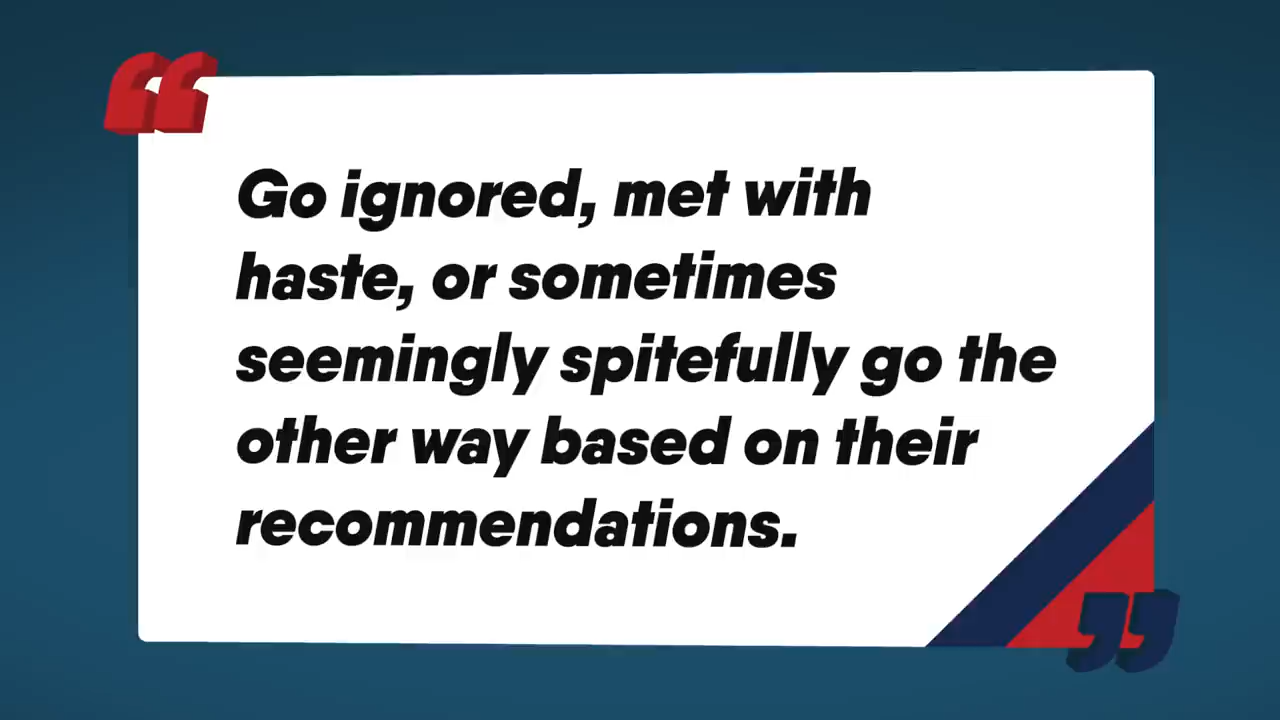 Go ignored, met with
haste, or sometimes
seemingly spitefully go the
other way based on their
recommendations.